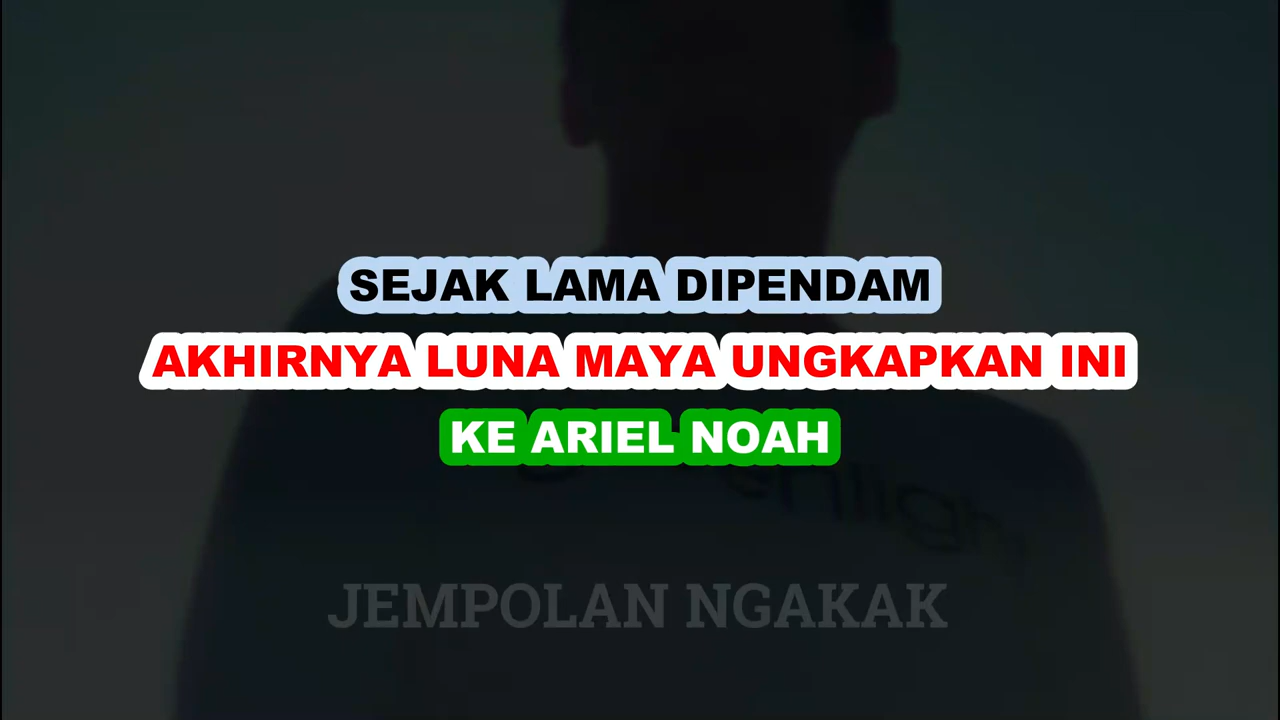 SEJAK LAMA DIPENDAM
AKHIRNYA LUNA MAYA UNGKAPKAN INI
KE ARIEL NOAH
JEMPOLAN NGAKAK